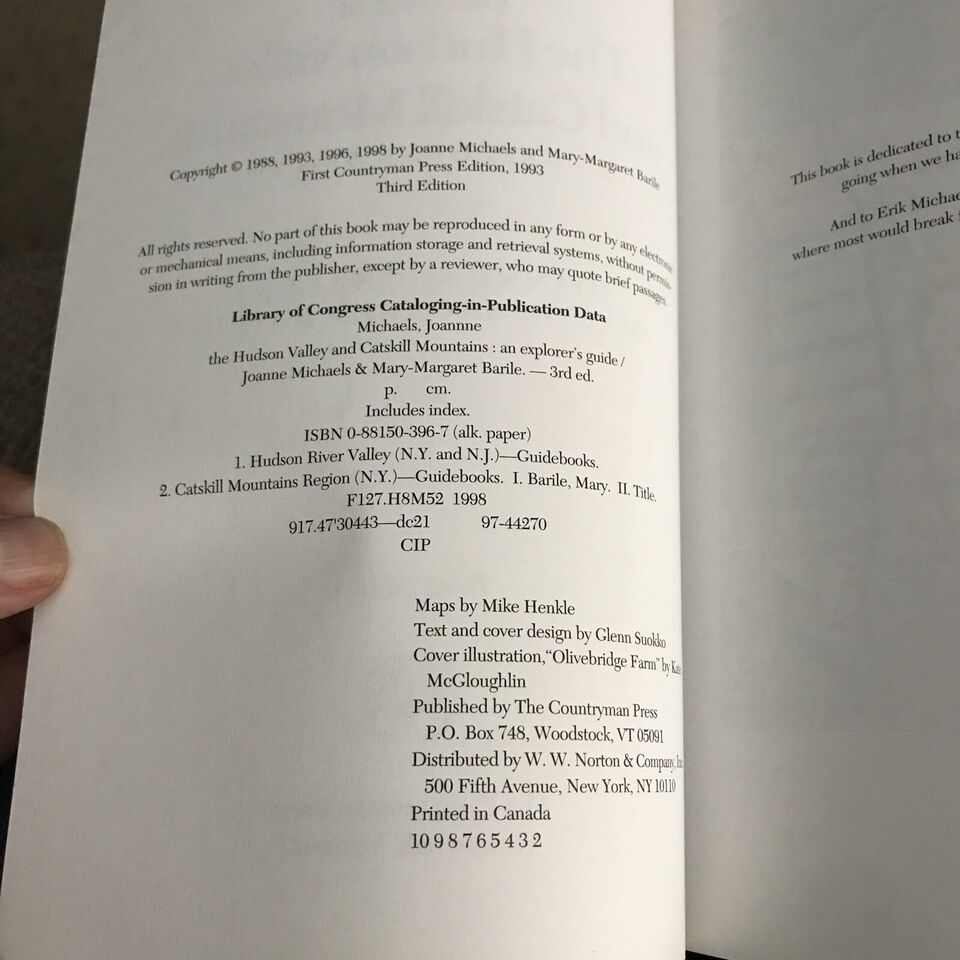 Copyright © 1988, 1993, 1996, 1998 by Joanne Michaels and Mary-Margaret Barile
First Countryman Press Edition, 1993
Third Edition
All rights reserved. No part of this book may be reproduced in any form or by any electronic
or mechanical means, including information storage and retrieval systems, without permis-
sion in writing from the publisher, except by a reviewer, who may quote brief passages.
Library of Congress Cataloging-in-Publication Data
Michaels, Joannne
the Hudson Valley and Catskill Mountains : an explorer's guide /
Joanne Michaels & Mary-Margaret Barile. — 3rd ed.
p. cm.
Includes index.
ISBN 0-88150-396-7 (alk. paper)
1. Hudson River Valley (N.Y. and N.J.)—Guidebooks.
2. Catskill Mountains Region (N.Y.)—Guidebooks. I. Barile, Mary. II. Title.
F127.H8M52 1998
917.47'30443—dc21 97-44270
CIP
Maps by Mike Henkle
Text and cover design by Glenn Suokko
Cover illustration,"Olivebridge Farm" by Kate
McGloughlin
Published by The Countryman Press
P.O. Box 748, Woodstock, VT 05091
Distributed by W. W. Norton & Company, Inc.
500 Fifth Avenue, New York, NY 10110
Printed in Canada
10 9 8 7 6 5 4 3 2
This book is dedicated to
going when we
And to Erik
where most would break